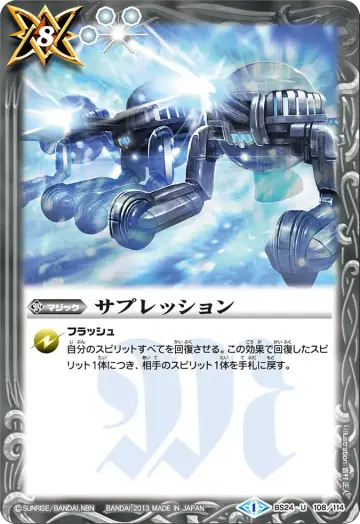 8
マジック サプレッション
フラッシュ
自分のスピリットすべてを回復させる。この効果で回復したスピ
リット1体につき、相手のスピリット1体を手札に戻す。
©SUNRISE/BANDAI,NBN BANDAI 2013 MADE IN JAPAN 1 BS24 - U 108/114